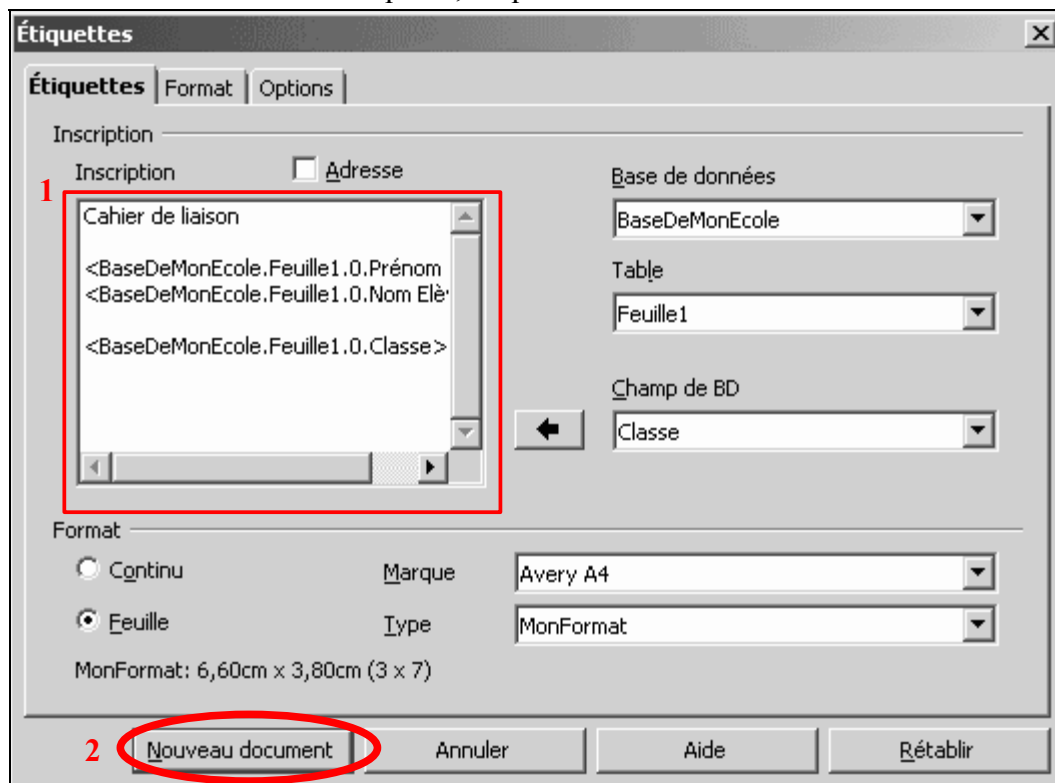 Étiquettes
Étiquettes Format Options
Inscription
Inscription Adresse
1
Cahier de liaison
<BaseDeMonEcole.Feuille1.0.Prénom
<BaseDeMonEcole.Feuille1.0.Nom Elè
<BaseDeMonEcole.Feuille1.0.Classe>
Base de données
BaseDeMonEcole
Table
Feuille1
Champ de BD
Classe
Format
Continu Marque Avery A4
Feuille Type MonFormat
MonFormat: 6,60cm x 3,80cm (3 x 7)
2 Nouveau document Annuler Aide Rétablir